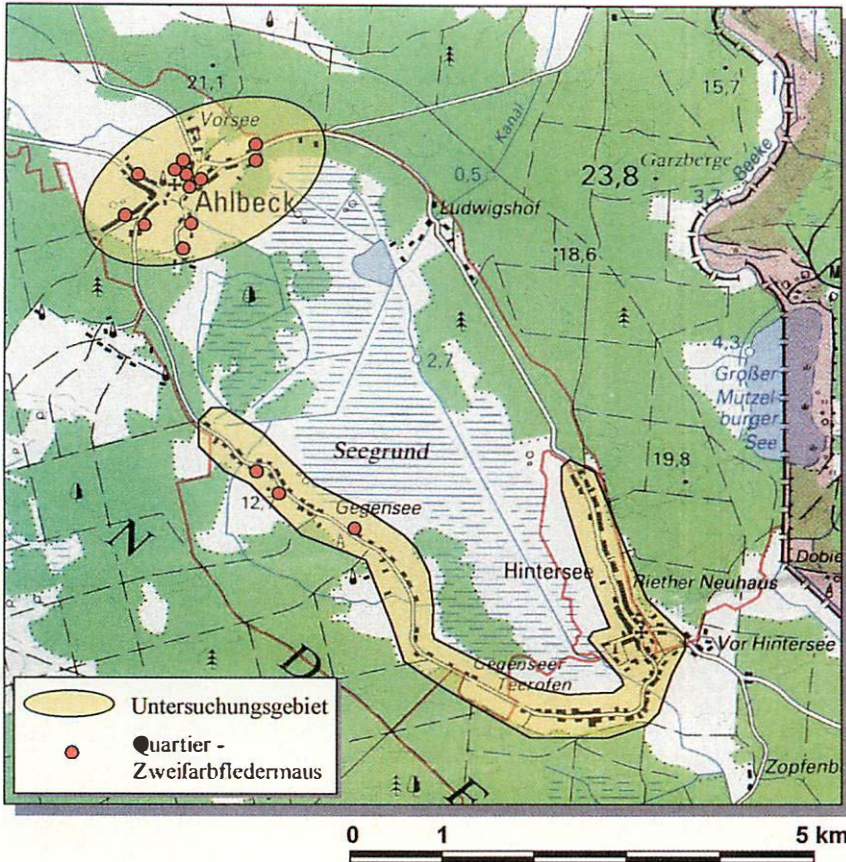 21,1
Vorsee
15,7
Kanal
0,5
Garzberge
23,8
Beeke
3,7
Ahlbeck
Ludwigshof
18,6
M
4,3
2,7
Großer
Mützel
burger
See
Seegrund
19,8
12,7
Gegensee
N
Dobie
Hintersee
Riether Neuhaus
Vor Hintersee
D
Gegenseer
Teerofen
Zopfenb
E
Untersuchungsgebiet
Quartier -
Zweifarbfledermaus
0 1 5 km